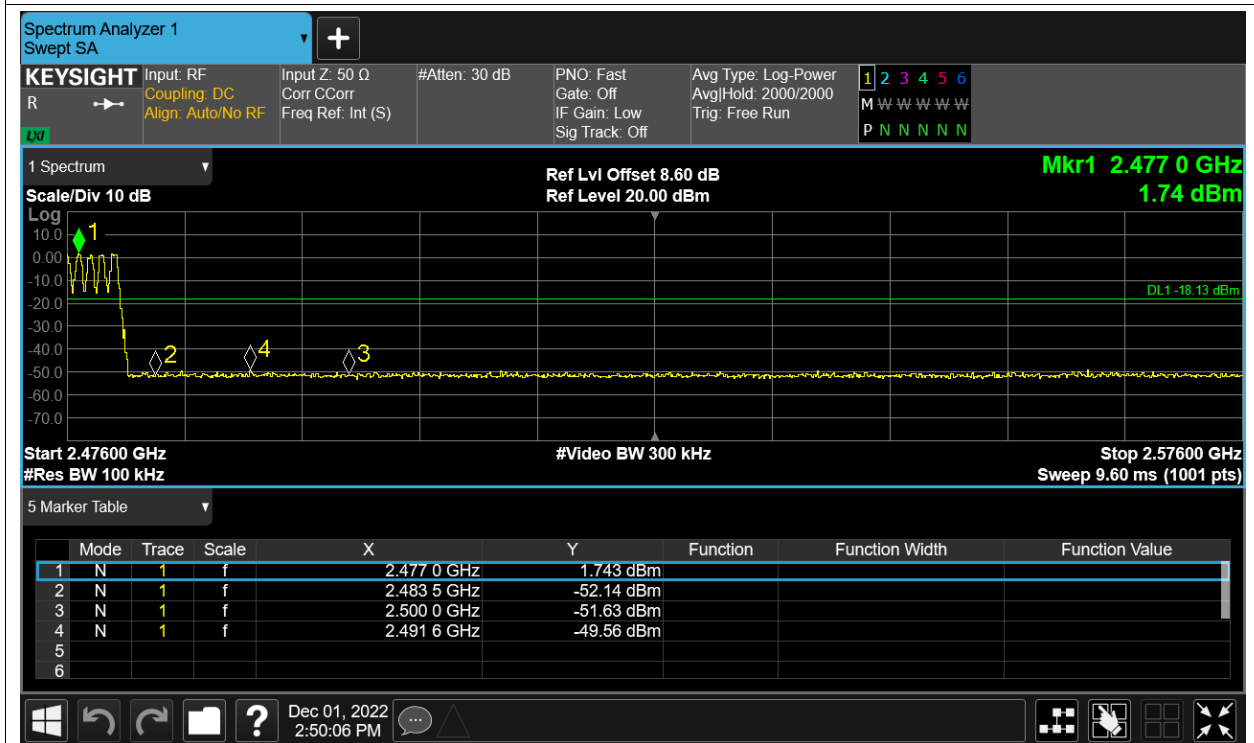 Spectrum Analyzer 1
Swept SA
KEYSIGHT
R
LXI
Input: RF
Coupling: DC
Align: Auto/No RF
Input Z: 50 Ω
Corr CCorr
Freq Ref: Int (S)
#Atten: 30 dB
PNO: Fast
Gate: Off
IF Gain: Low
Sig Track: Off
Avg Type: Log-Power
Avg|Hold: 2000/2000
Trig: Free Run
1 2 3 4 5 6
M W W W W W
P N N N N N
1 Spectrum
Scale/Div 10 dB
Ref Lvl Offset 8.60 dB
Ref Level 20.00 dBm
Mkr1 2.477 0 GHz
1.74 dBm
Log
10.0
0.00
-10.0
-20.0
-30.0
-40.0
-50.0
-60.0
-70.0
1
2
4
3
DL1 -18.13 dBm
Start 2.47600 GHz
#Res BW 100 kHz
#Video BW 300 kHz
Stop 2.57600 GHz
Sweep 9.60 ms (1001 pts)
5 Marker Table
Mode Trace Scale X Y Function Function Width Function Value
1 N 1 f 2.477 0 GHz 1.743 dBm
2 N 1 f 2.483 5 GHz -52.14 dBm
3 N 1 f 2.500 0 GHz -51.63 dBm
4 N 1 f 2.491 6 GHz -49.56 dBm
5
6
?
Dec 01, 2022
2:50:06 PM